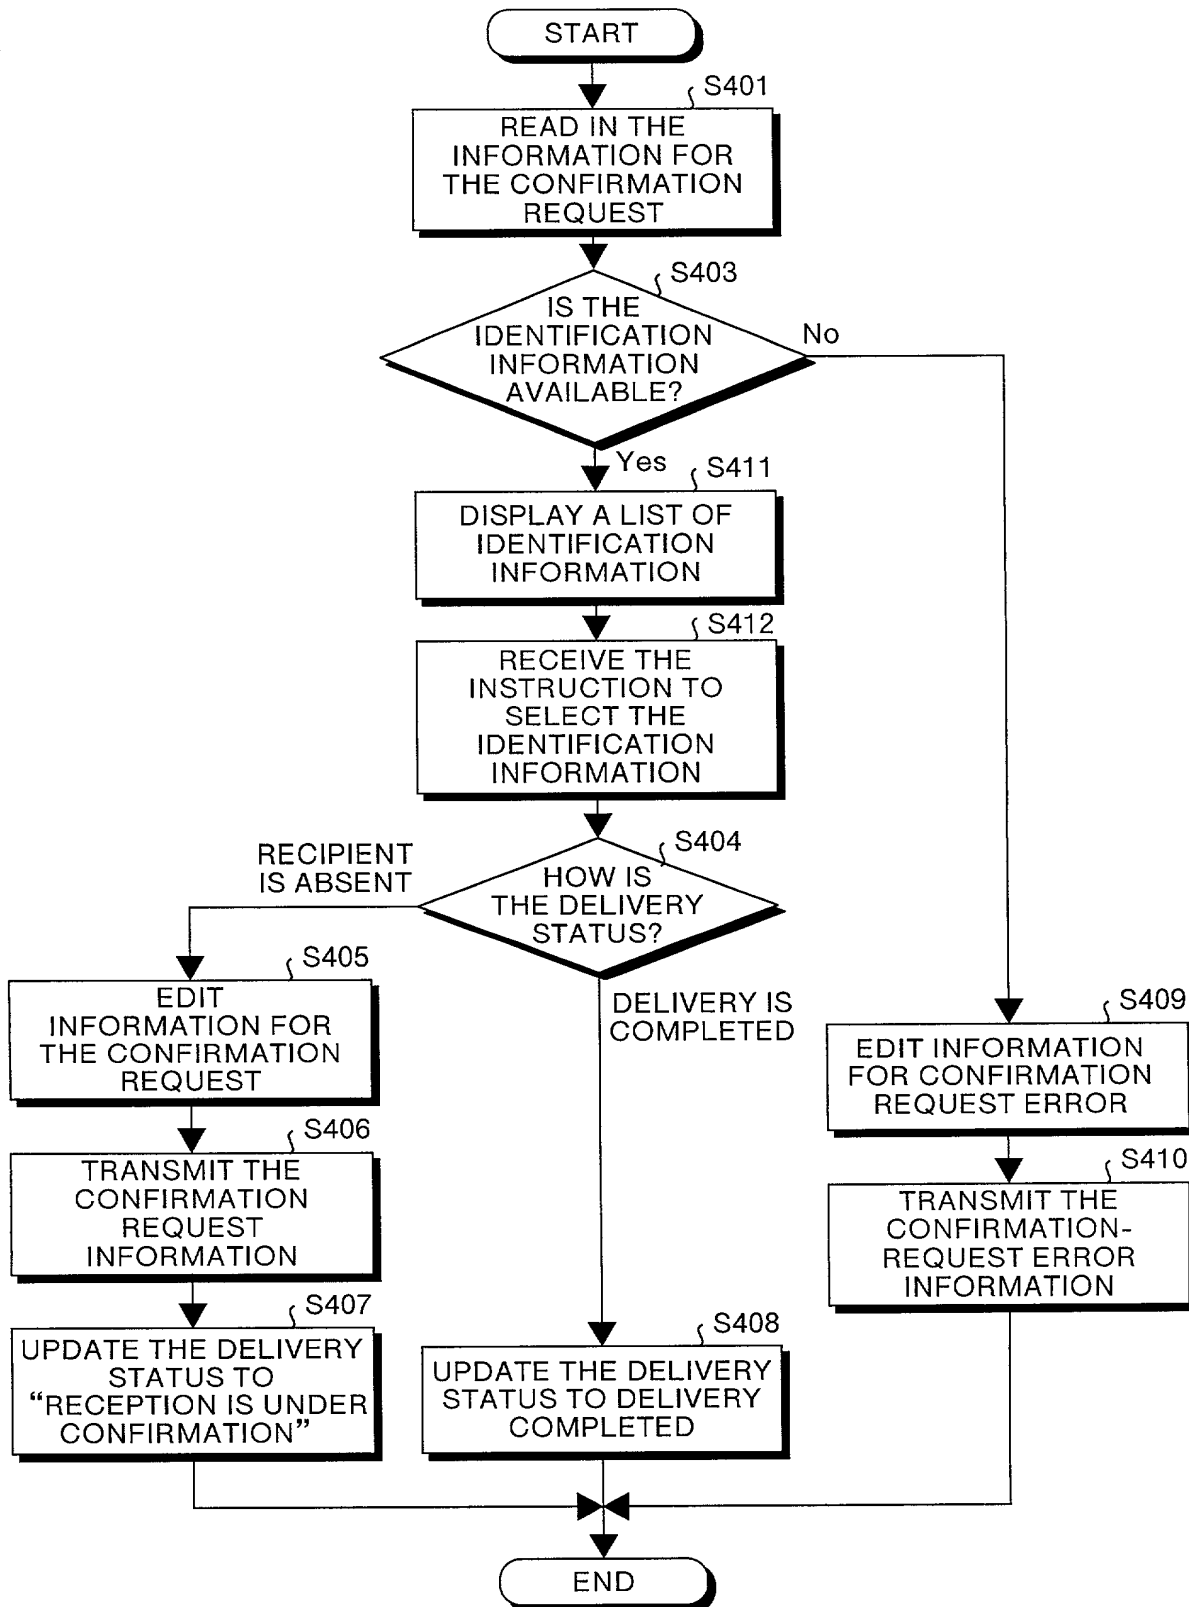 START
S401
READ IN THE
INFORMATION FOR
THE CONFIRMATION
REQUEST
S403
IS THE
IDENTIFICATION
INFORMATION
AVAILABLE?
No
Yes
S411
DISPLAY A LIST OF
IDENTIFICATION
INFORMATION
S412
RECEIVE THE
INSTRUCTION TO
SELECT THE
IDENTIFICATION
INFORMATION
S404
HOW IS
THE DELIVERY
STATUS?
RECIPIENT
IS ABSENT
S405
EDIT
INFORMATION FOR
THE CONFIRMATION
REQUEST
S406
TRANSMIT THE
CONFIRMATION
REQUEST
INFORMATION
S407
UPDATE THE DELIVERY
STATUS TO
“RECEPTION IS UNDER
CONFIRMATION”
DELIVERY IS
COMPLETED
S408
UPDATE THE DELIVERY
STATUS TO DELIVERY
COMPLETED
S409
EDIT INFORMATION
FOR CONFIRMATION
REQUEST ERROR
S410
TRANSMIT THE
CONFIRMATION-
REQUEST ERROR
INFORMATION
END